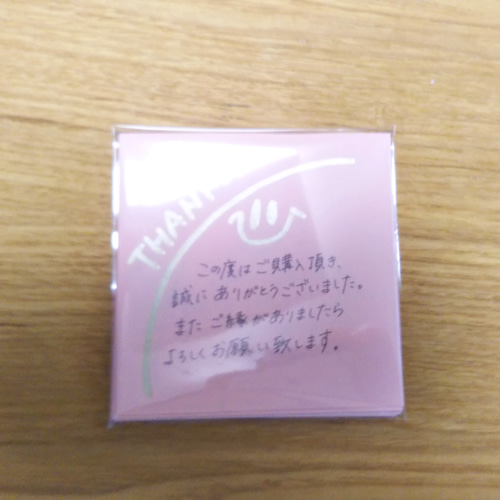 THANK
この度はご購入頂き、
誠にありがとうございました。
また ご縁がありましたら
よろしくお願い致します。